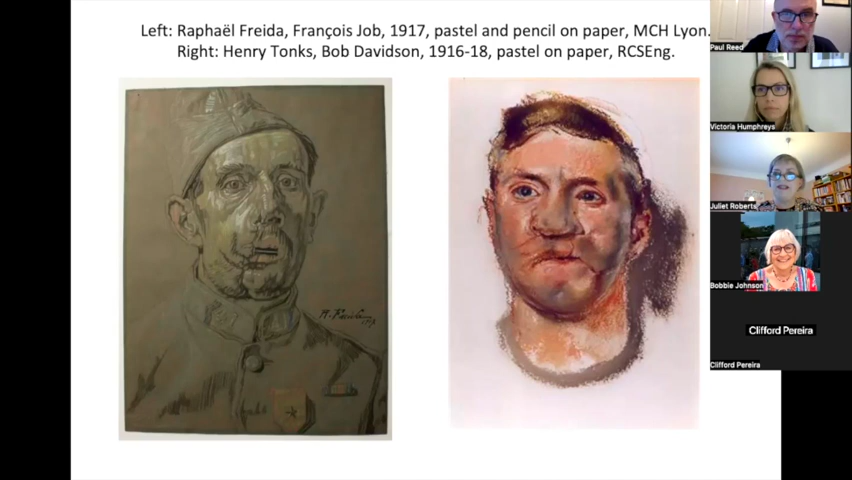 Left: Raphaël Freida, François Job, 1917, pastel and pencil on paper, MCH Lyon.
Right: Henry Tonks, Bob Davidson, 1916-18, pastel on paper, RCSEng.
Paul Reed
Victoria Humphreys
Juliet Roberts
Bobbie Johnson
Clifford Pereira
Clifford Pereira